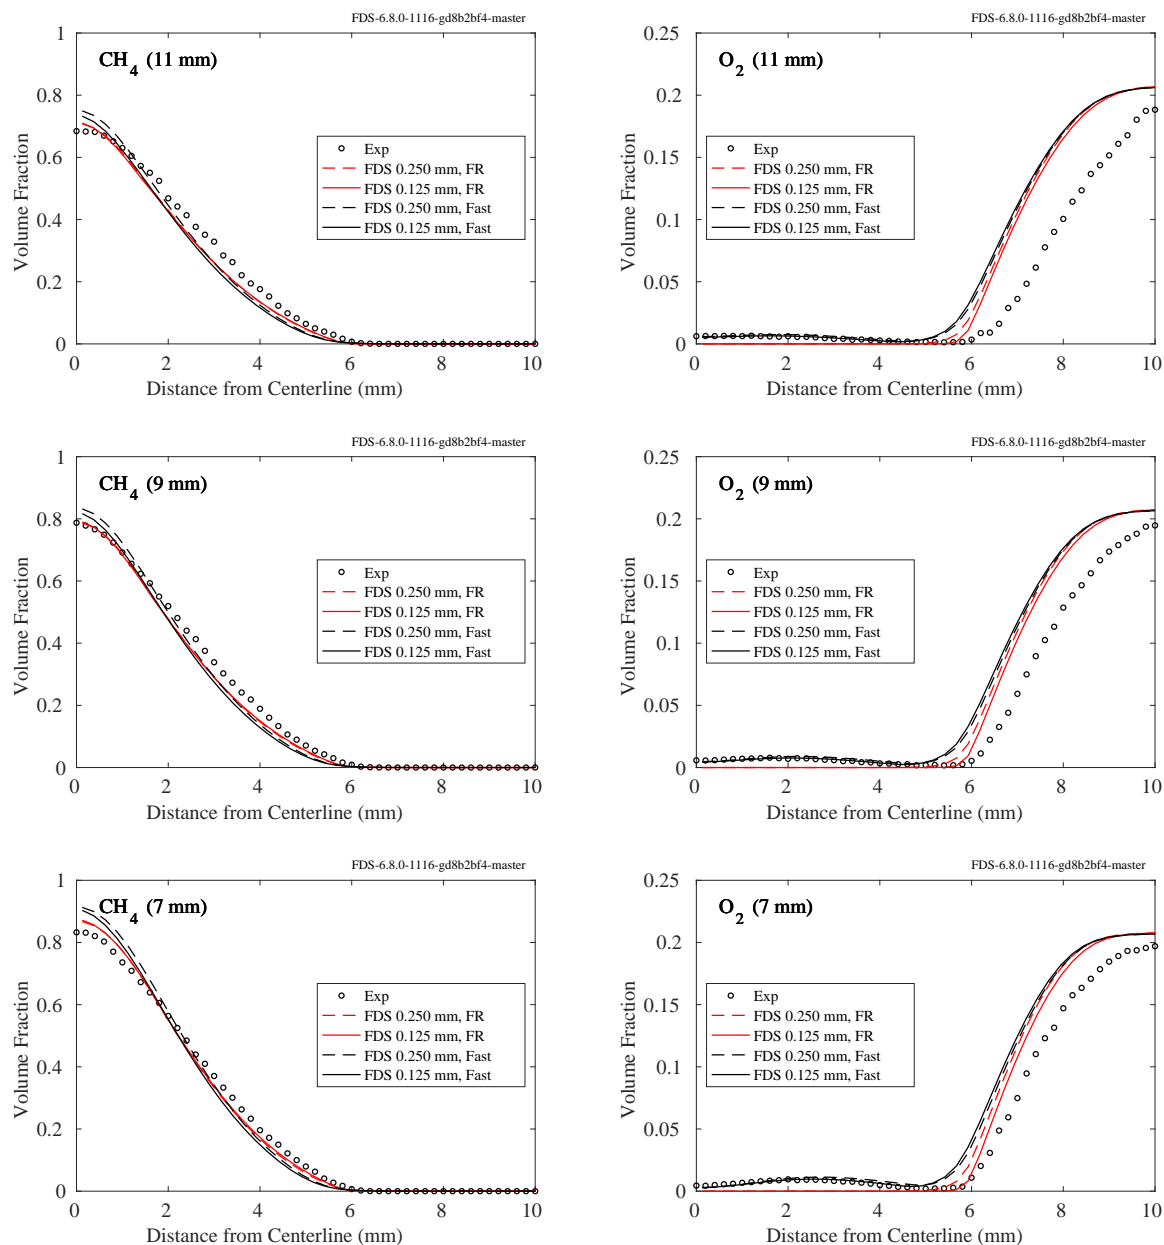 FDS-6.8.0-1116-gd8b2bf4-master
CH4 (11 mm)
1
0.8
0.6
0.4
0.2
0
Volume Fraction
Exp
FDS 0.250 mm, FR
FDS 0.125 mm, FR
FDS 0.250 mm, Fast
FDS 0.125 mm, Fast
0 2 4 6 8 10
Distance from Centerline (mm)
FDS-6.8.0-1116-gd8b2bf4-master
O2 (11 mm)
0.25
0.2
0.15
0.1
0.05
0
Volume Fraction
Exp
FDS 0.250 mm, FR
FDS 0.125 mm, FR
FDS 0.250 mm, Fast
FDS 0.125 mm, Fast
0 2 4 6 8 10
Distance from Centerline (mm)
FDS-6.8.0-1116-gd8b2bf4-master
CH4 (9 mm)
1
0.8
0.6
0.4
0.2
0
Volume Fraction
Exp
FDS 0.250 mm, FR
FDS 0.125 mm, FR
FDS 0.250 mm, Fast
FDS 0.125 mm, Fast
0 2 4 6 8 10
Distance from Centerline (mm)
FDS-6.8.0-1116-gd8b2bf4-master
O2 (9 mm)
0.25
0.2
0.15
0.1
0.05
0
Volume Fraction
Exp
FDS 0.250 mm, FR
FDS 0.125 mm, FR
FDS 0.250 mm, Fast
FDS 0.125 mm, Fast
0 2 4 6 8 10
Distance from Centerline (mm)
FDS-6.8.0-1116-gd8b2bf4-master
CH4 (7 mm)
1
0.8
0.6
0.4
0.2
0
Volume Fraction
Exp
FDS 0.250 mm, FR
FDS 0.125 mm, FR
FDS 0.250 mm, Fast
FDS 0.125 mm, Fast
0 2 4 6 8 10
Distance from Centerline (mm)
FDS-6.8.0-1116-gd8b2bf4-master
O2 (7 mm)
0.25
0.2
0.15
0.1
0.05
0
Volume Fraction
Exp
FDS 0.250 mm, FR
FDS 0.125 mm, FR
FDS 0.250 mm, Fast
FDS 0.125 mm, Fast
0 2 4 6 8 10
Distance from Centerline (mm)